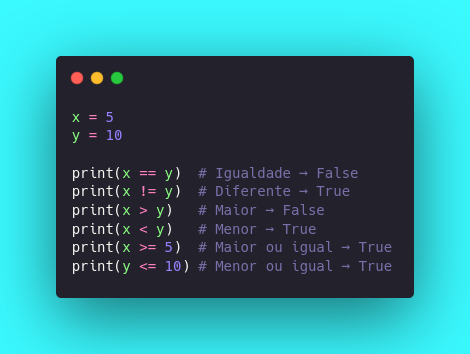 x = 5
y = 10
print(x == y)  # Igualdade → False
print(x != y)  # Diferente → True
print(x > y)   # Maior → False
print(x < y)   # Menor → True
print(x >= 5)  # Maior ou igual → True
print(y <= 10) # Menor ou igual → True